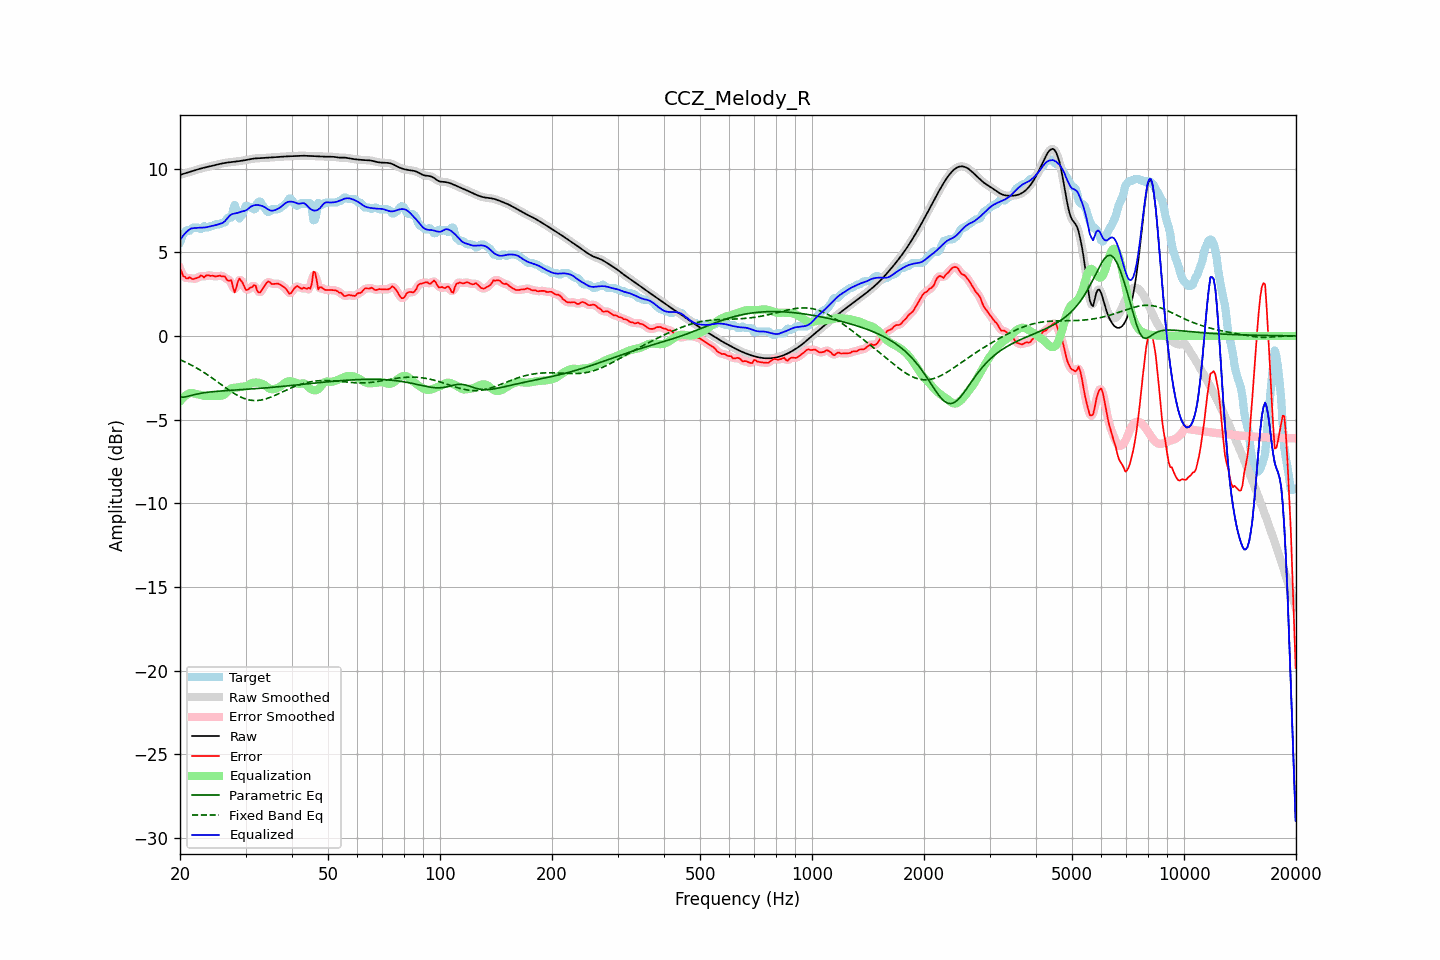 CCZ_Melody_R
Amplitude (dBr)
10
5
0
−5
−10
−15
−20
−25
−30
Target
Raw Smoothed
Error Smoothed
Raw
Error
Equalization
Parametric Eq
Fixed Band Eq
Equalized
20 50 100 200 500 1000 2000 5000 10000 20000
Frequency (Hz)